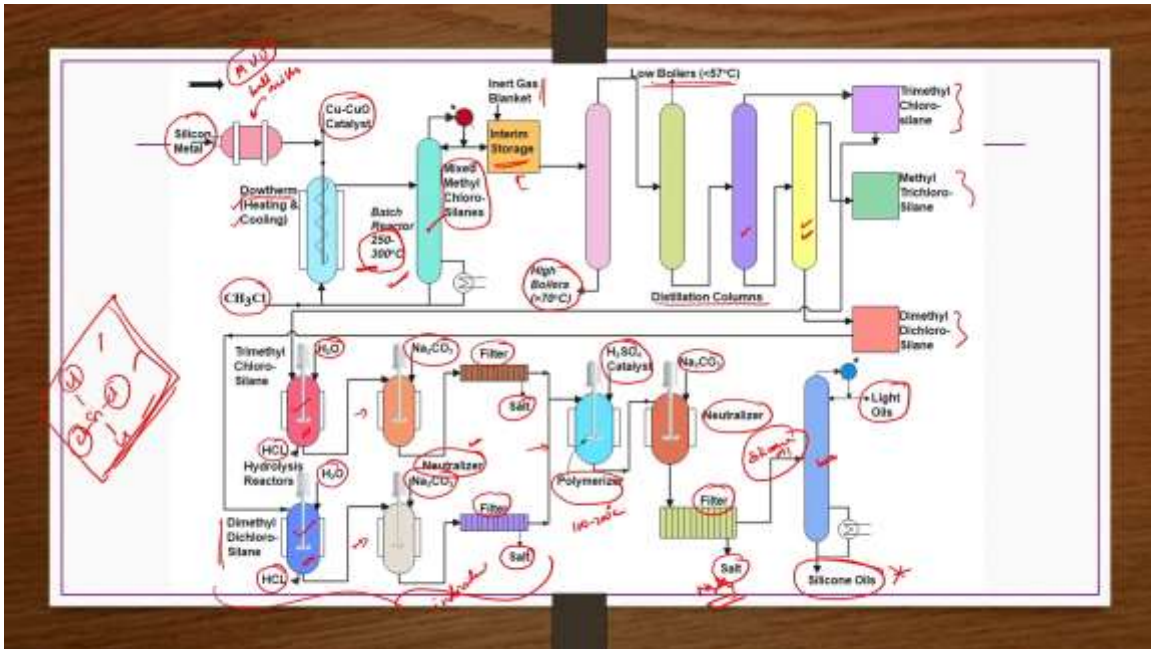 ball
mills
Silicon
Metal
Cu-CuO
Catalyst
Inert Gas
Blanket
Interim
Storage
Low Boilers (<57°C)
Trimethyl
Chloro-
silane
Dowtherm
(Heating &
Cooling)
Batch
Reactor
250-
300°C
Mixed
Methyl
Chloro-
Silanes
Methyl
Trichloro-
Silane
CH₃Cl
High
Boilers
(>70°C)
Distillation Columns
Dimethyl
Dichloro-
Silane
Trimethyl
Chloro-
Silane
H₂O
Na₂CO₃
Filter
Salt
H₂SO₄
Catalyst
Na₂CO₃
Light
Oils
HCL
Hydrolysis
Reactors
Neutralizer
Polymerizer
Neutralizer
H₂O
Na₂CO₃
Filter
Filter
Dimethyl
Dichloro-
Silane
HCL
Salt
Salt
Silicone Oils